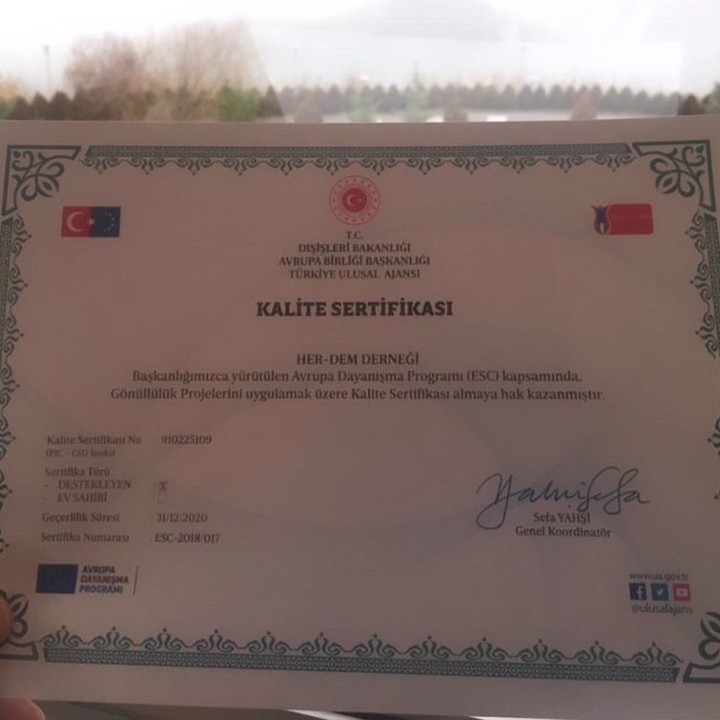 T.C.
DIŞİŞLERİ BAKANLIĞI
AVRUPA BİRLİĞİ BAŞKANLIĞI
TÜRKİYE ULUSAL AJANSI
KALİTE SERTİFİKASI
HER-DEM DERNEĞİ
Başkanlığımızca yürütülen Avrupa Dayanışma Programı (ESC) kapsamında,
Gönüllülük Projelerini uygulamak üzere Kalite Sertifikası almaya hak kazanmıştır.
Kalite Sertifikası No : 910225109
(PIC - OID Kodu)
Sertifika Türü
- DESTEKLEYEN X
- EV SAHİBİ
Geçerlilik Süresi : 31/12/2020
Sertifika Numarası : ESC-2018/017
Sefa YAHŞİ
Genel Koordinatör
AVRUPA
DAYANIŞMA
PROGRAMI
www.ua.gov.tr
@ulusalajans